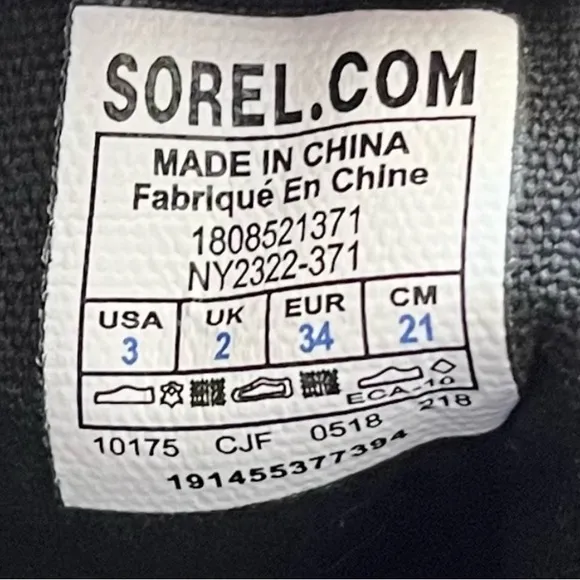 SOREL.COM
MADE IN CHINA
Fabriqué En Chine
1808521371
NY2322-371
USA UK EUR CM
3 2 34 21
ECA-10
10175 CJF 0518 218
191455377394